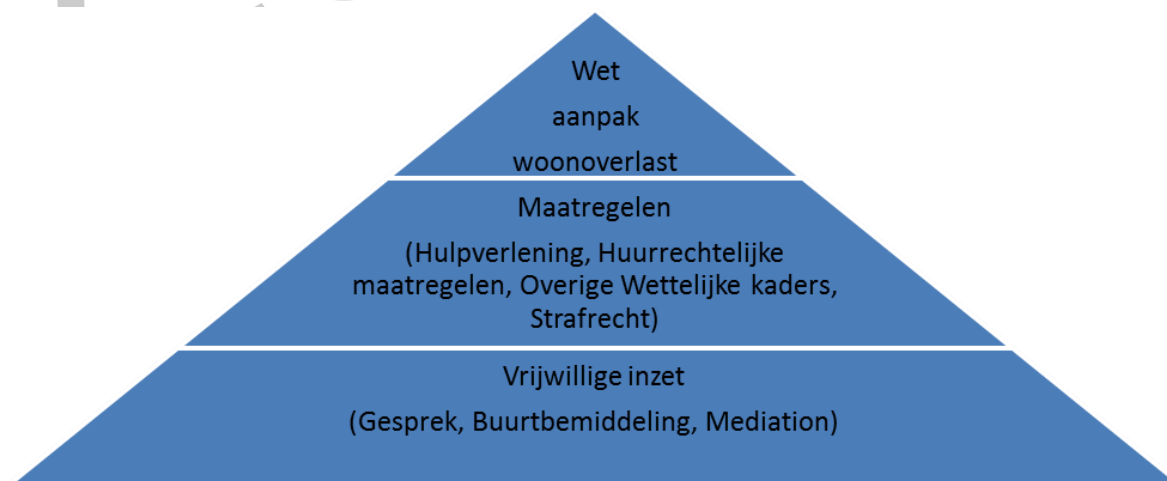 Wet
aanpak
woonoverlast
Maatregelen
(Hulpverlening, Huurrechtelijke
maatregelen, Overige Wettelijke kaders,
Strafrecht)
Vrijwillige inzet
(Gesprek, Buurtbemiddeling, Mediation)